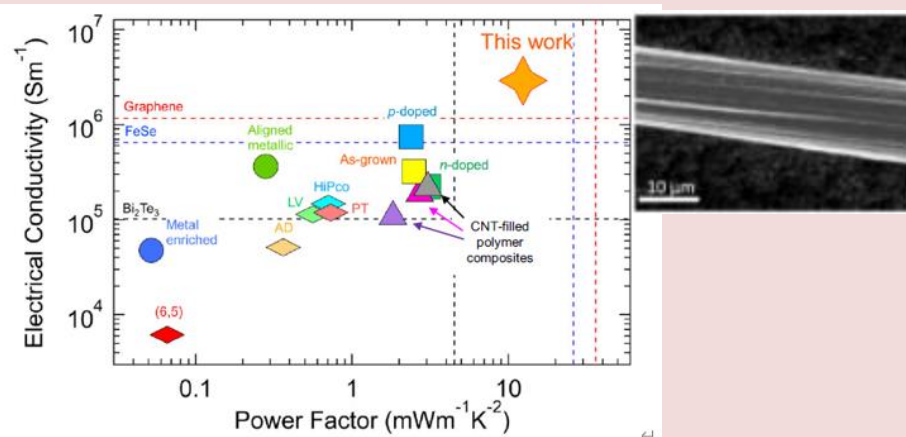 Electrical Conductivity (Sm⁻¹)
10⁷
10⁶
10⁵
10⁴
This work
Graphene
FeSe
Bi₂Te₃
p-doped
Aligned
metallic
As-grown
n-doped
HiPco
LV
PT
Metal
enriched
AD
CNT-filled
polymer
composites
(6,5)
0.1
1
10
Power Factor (mWm⁻¹K⁻²)
10 μm